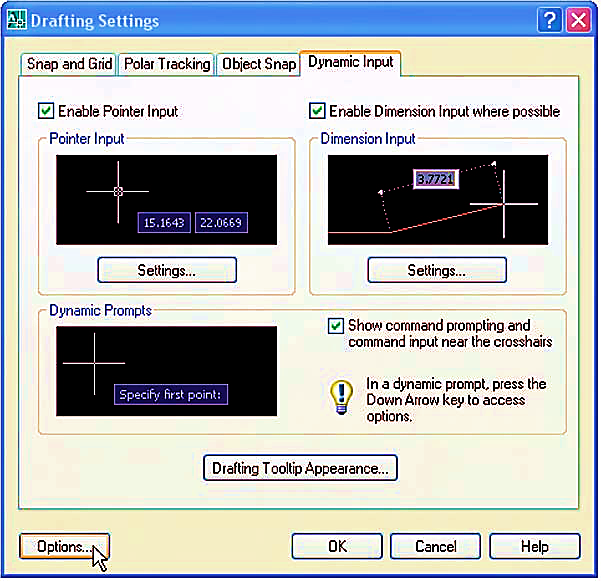 Drafting Settings
Snap and Grid
Polar Tracking
Object Snap
Dynamic Input
Enable Pointer Input
Enable Dimension Input where possible
Pointer Input
15.1643
22.0669
Settings...
Dimension Input
3.7721
Settings...
Dynamic Prompts
Specify first point:
Show command prompting and
command input near the crosshairs
In a dynamic prompt, press the
Down Arrow key to access
options.
Drafting Tooltip Appearance...
Options...
OK
Cancel
Help